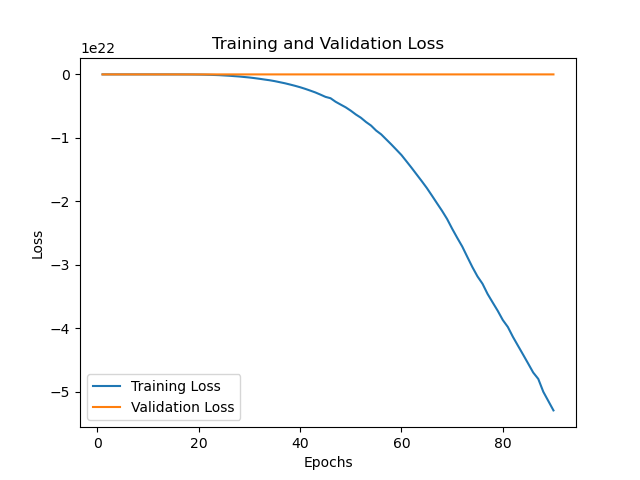 Training and Validation Loss
1e22
0
−1
−2
−3
−4
−5
Loss
Training Loss
Validation Loss
0 20 40 60 80
Epochs